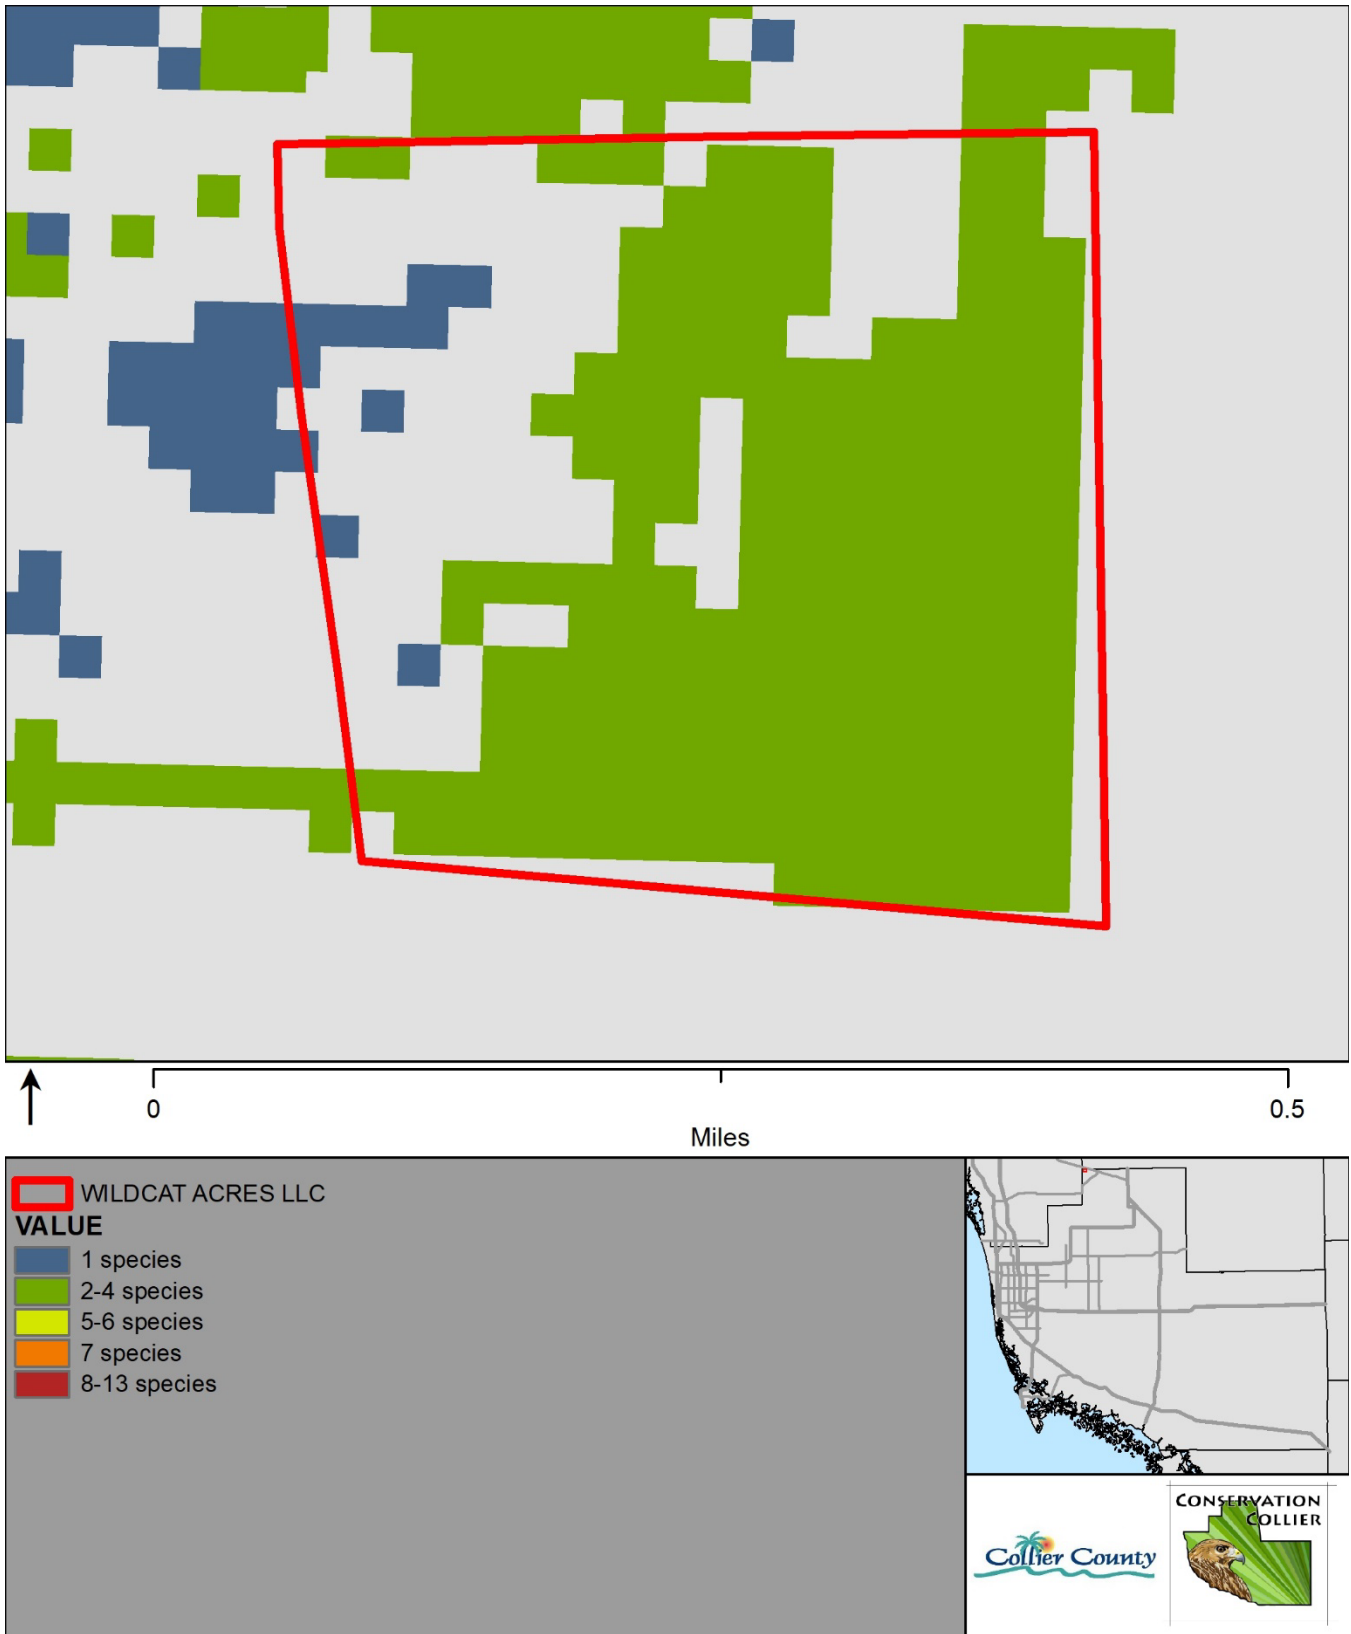 0
0.5
Miles
WILDCAT ACRES LLC
VALUE
1 species
2-4 species
5-6 species
7 species
8-13 species
Collier County
CONSERVATION
COLLIER